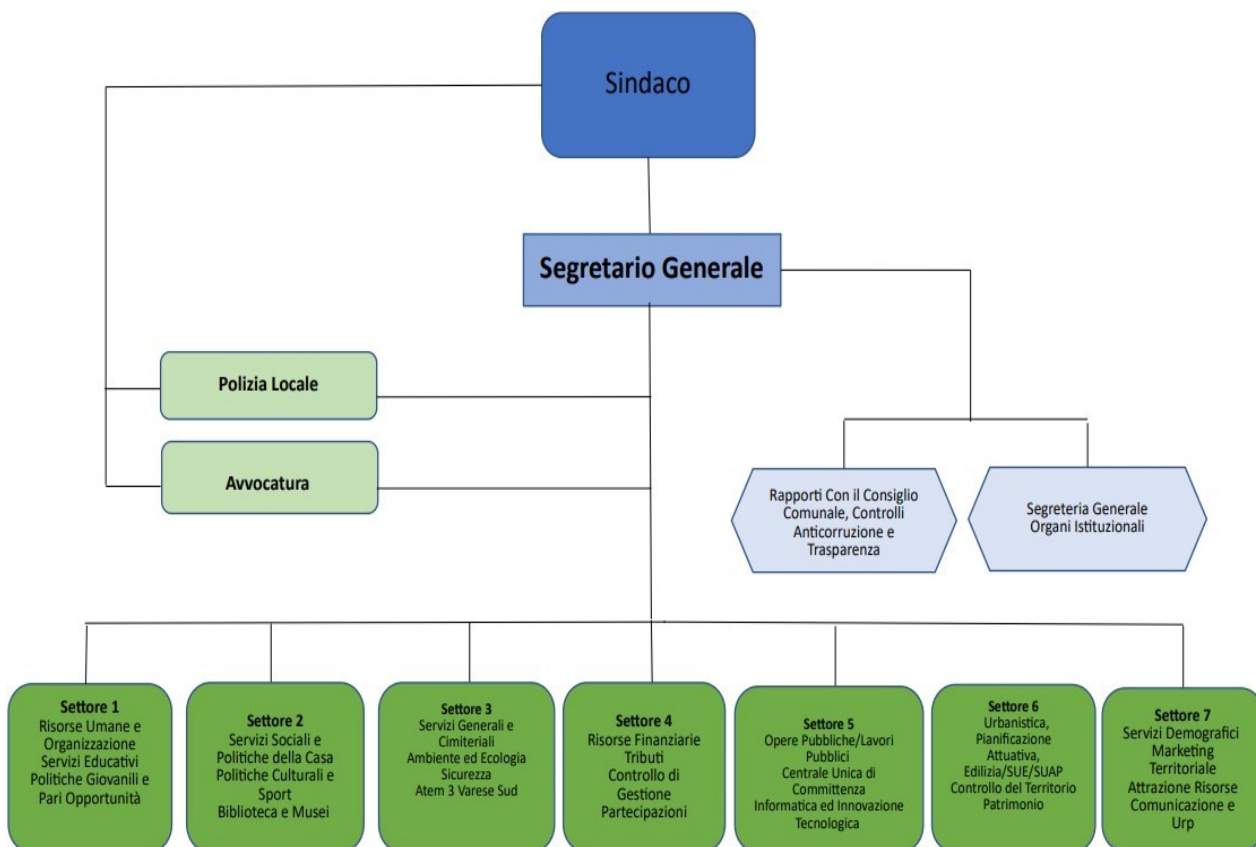 Sindaco
Segretario Generale
Polizia Locale
Avvocatura
Rapporti Con il Consiglio
Comunale, Controlli
Anticorruzione e
Trasparenza
Segreteria Generale
Organi Istituzionali
Settore 1
Risorse Umane e
Organizzazione
Servizi Educativi
Politiche Giovanili e
Pari Opportunità
Settore 2
Servizi Sociali e
Politiche della Casa
Politiche Culturali e
Sport
Biblioteca e Musei
Settore 3
Servizi Generali e
Cimiteriali
Ambiente ed Ecologia
Sicurezza
Atem 3 Varese Sud
Settore 4
Risorse Finanziarie
Tributi
Controllo di
Gestione
Partecipazioni
Settore 5
Opere Pubbliche/Lavori
Pubblici
Centrale Unica di
Committenza
Informatica ed Innovazione
Tecnologica
Settore 6
Urbanistica,
Pianificazione
Attuativa,
Edilizia/SUE/SUAP
Controllo del Territorio
Patrimonio
Settore 7
Servizi Demografici
Marketing
Territoriale
Attrazione Risorse
Comunicazione e
Urp